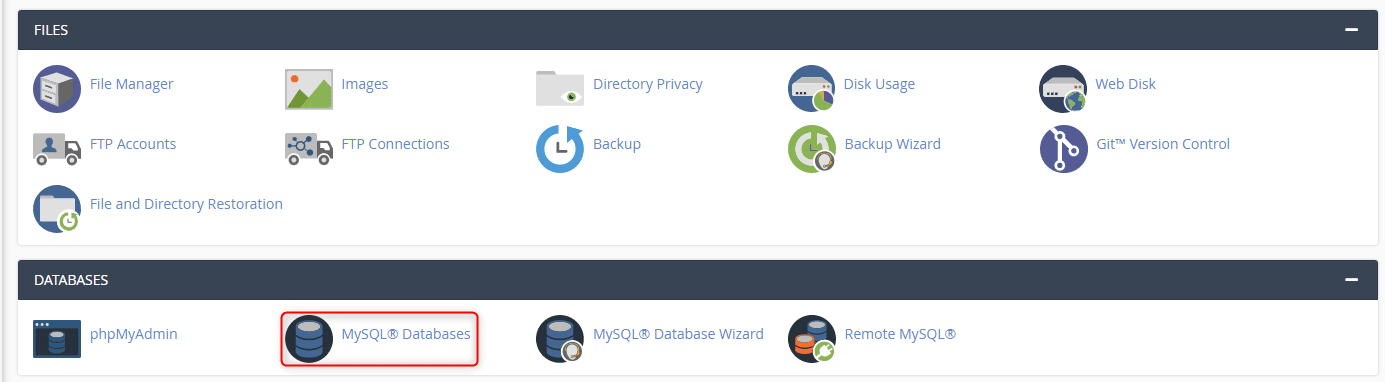 FILES
File Manager
Images
Directory Privacy
Disk Usage
Web Disk
FTP Accounts
FTP Connections
Backup
Backup Wizard
Git™ Version Control
File and Directory Restoration
DATABASES
phpMyAdmin
MySQL® Databases
MySQL® Database Wizard
Remote MySQL®